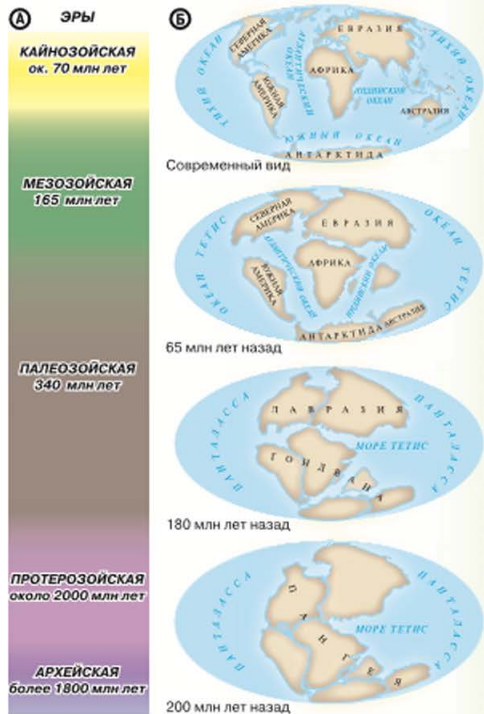 А ЭРЫ
КАЙНОЗОЙСКАЯ
ок. 70 млн лет
МЕЗОЗОЙСКАЯ
165 млн лет
ПАЛЕОЗОЙСКАЯ
340 млн лет
ПРОТЕРОЗОЙСКАЯ
около 2000 млн лет
АРХЕЙСКАЯ
более 1800 млн лет
Б
СЕВЕРНАЯ
АМЕРИКА
ЕВРАЗИЯ
ТИХИЙ ОКЕАН
АТЛАНТИЧЕСКИЙ
ОКЕАН
ТИХИЙ ОКЕАН
АФРИКА
ИНДИЙСКИЙ
ОКЕАН
ЮЖНАЯ
АМЕРИКА
АВСТРАЛИЯ
ЮЖНЫЙ ОКЕАН
АНТАРКТИДА
Современный вид
СЕВЕРНАЯ
АМЕРИКА
ЕВРАЗИЯ
ОКЕАН ТЕТИС
ОКЕАН ТЕТИС
АТЛАНТИЧЕСКИЙ ОКЕАН
АФРИКА
ИНДИЙСКИЙ ОКЕАН
ЮЖНАЯ
АМЕРИКА
АНТАРКТИДА
АВСТРАЛИЯ
65 млн лет назад
ЛАВРАЗИЯ
ПАНТАЛАССА
ПАНТАЛАССА
МОРЕ ТЕТИС
ГОНДВАНА
180 млн лет назад
ПАНТАЛАССА
ПАНТАЛАССА
ПАНГЕЯ
МОРЕ ТЕТИС
200 млн лет назад